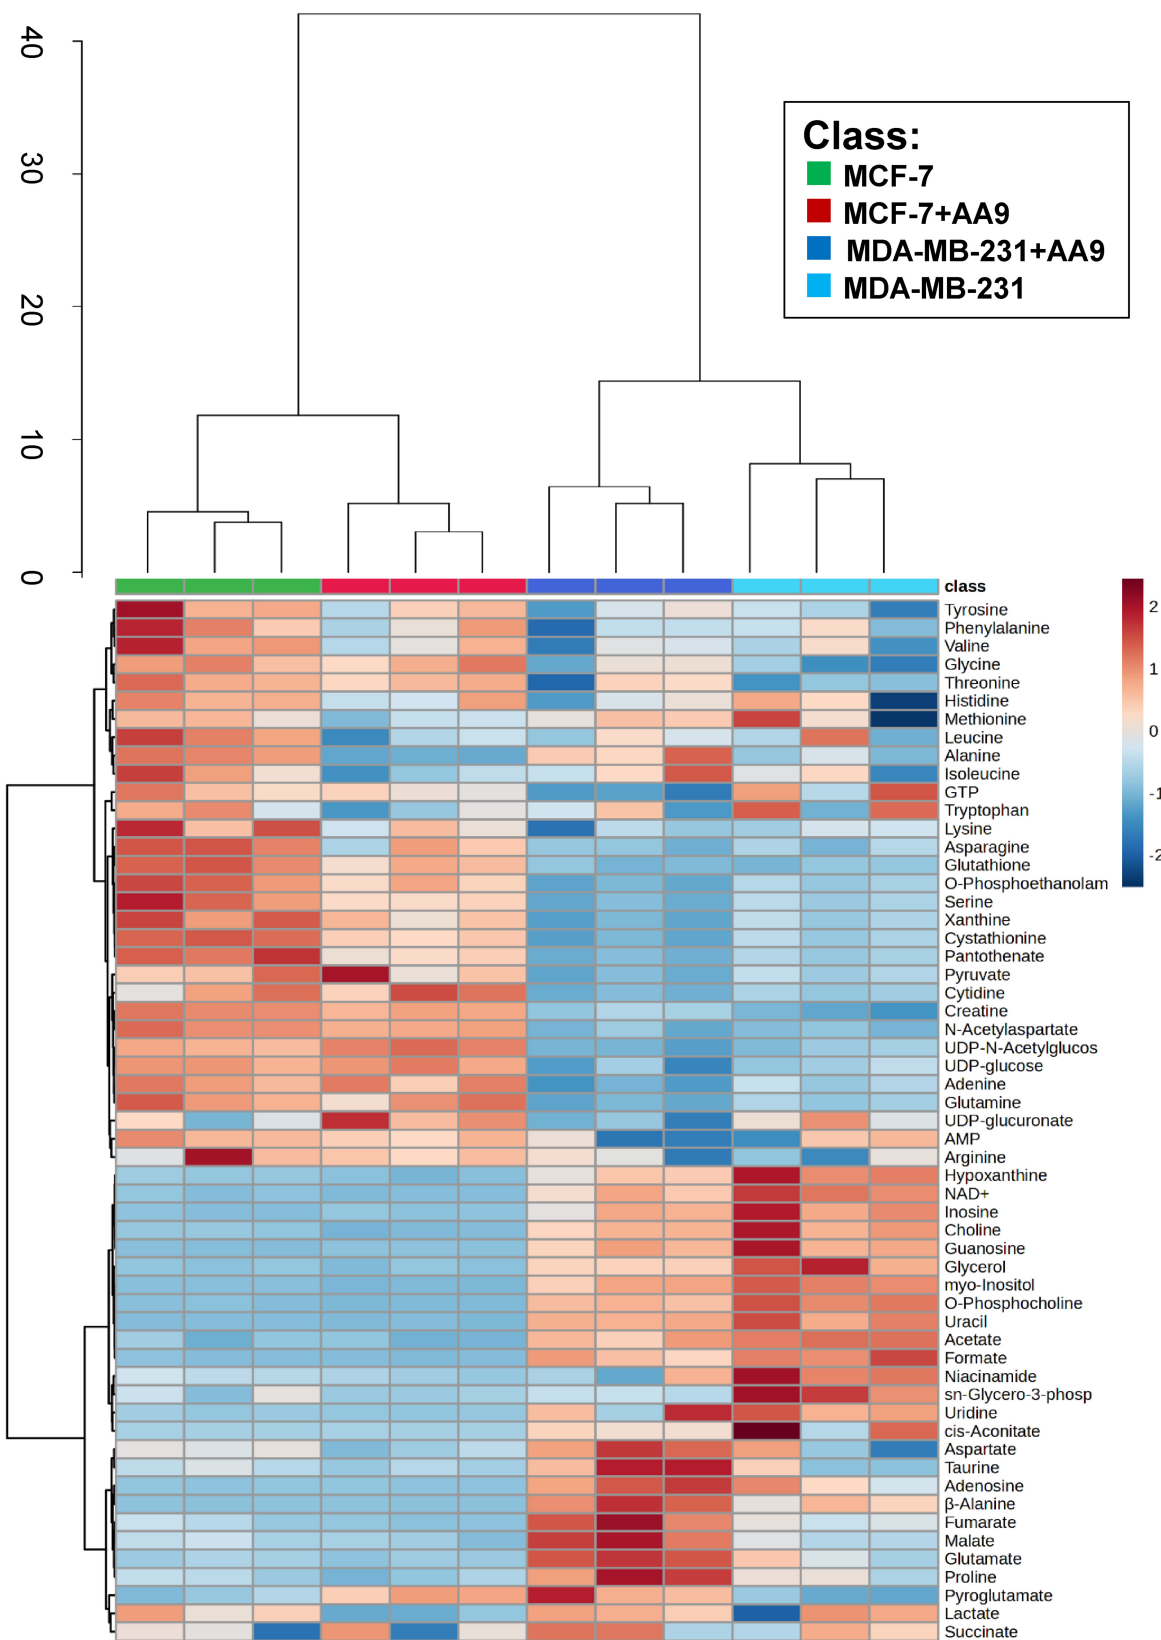 40
30
20
10
0
Class:
MCF-7
MCF-7+AA9
MDA-MB-231+AA9
MDA-MB-231
class
Tyrosine
Phenylalanine
Valine
Glycine
Threonine
Histidine
Methionine
Leucine
Alanine
Isoleucine
GTP
Tryptophan
Lysine
Asparagine
Glutathione
O-Phosphoethanolam
Serine
Xanthine
Cystathionine
Pantothenate
Pyruvate
Cytidine
Creatine
N-Acetylaspartate
UDP-N-Acetylglucos
UDP-glucose
Adenine
Glutamine
UDP-glucuronate
AMP
Arginine
Hypoxanthine
NAD+
Inosine
Choline
Guanosine
Glycerol
myo-Inositol
O-Phosphocholine
Uracil
Acetate
Formate
Niacinamide
sn-Glycero-3-phosp
Uridine
cis-Aconitate
Aspartate
Taurine
Adenosine
β-Alanine
Fumarate
Malate
Glutamate
Proline
Pyroglutamate
Lactate
Succinate
2
1
0
-1
-2